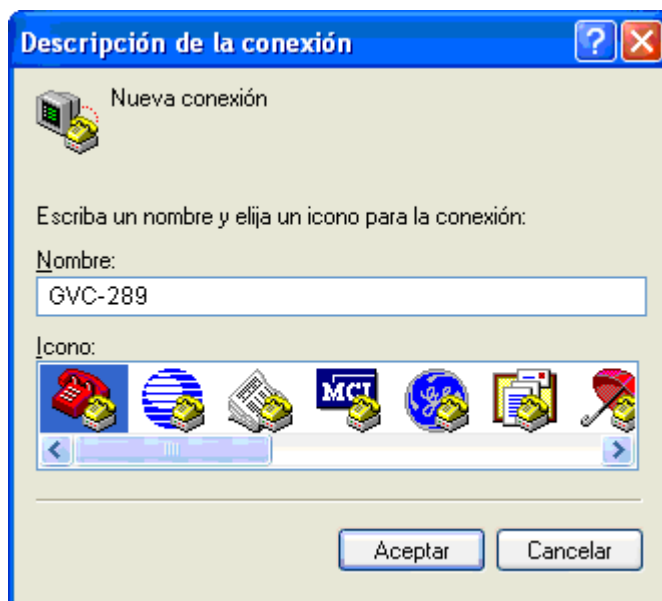 Descripción de la conexión
Nueva conexión
Escriba un nombre y elija un icono para la conexión:
Nombre:
GVC-289
Icono:
MCI
Aceptar
Cancelar